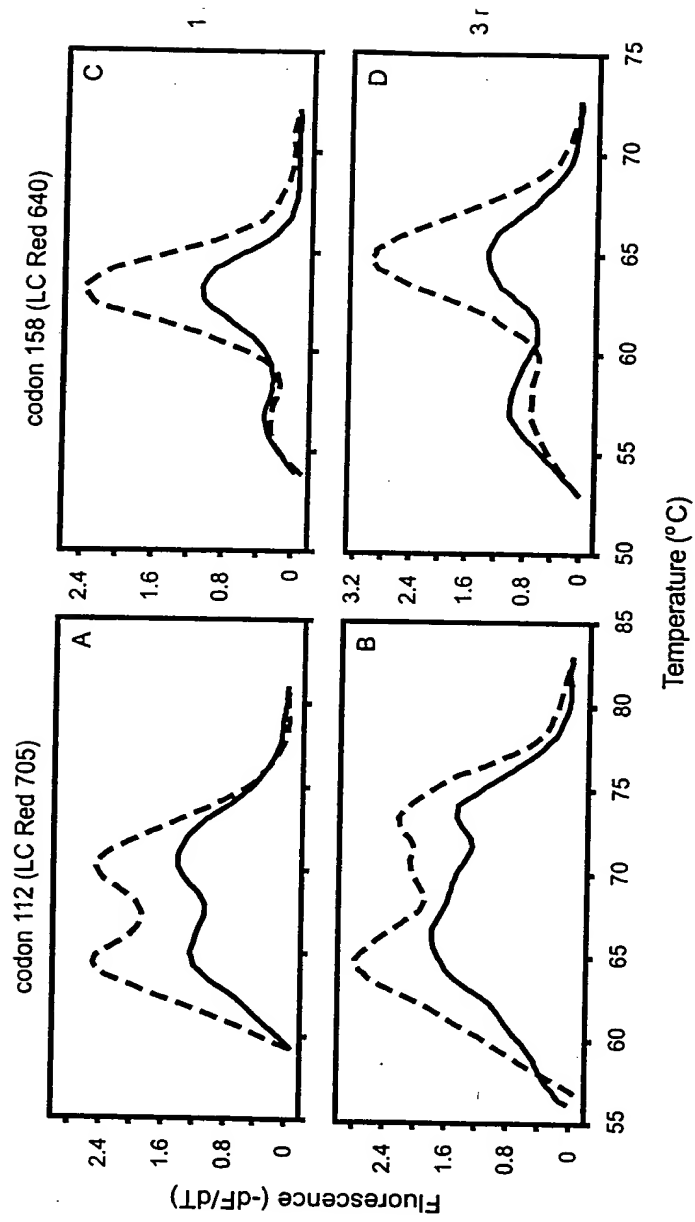 codon 112 (LC Red 705)
codon 158 (LC Red 640)
Fluorescence (-dF/dT)
A
2.4
1.6
0.8
0
C
2.4
1.6
0.8
0
1
B
2.4
1.6
0.8
0
D
3.2
2.4
1.6
0.8
0
3 r
55 60 65 70 75 80 85
50 55 60 65 70 75
Temperature (ºC)